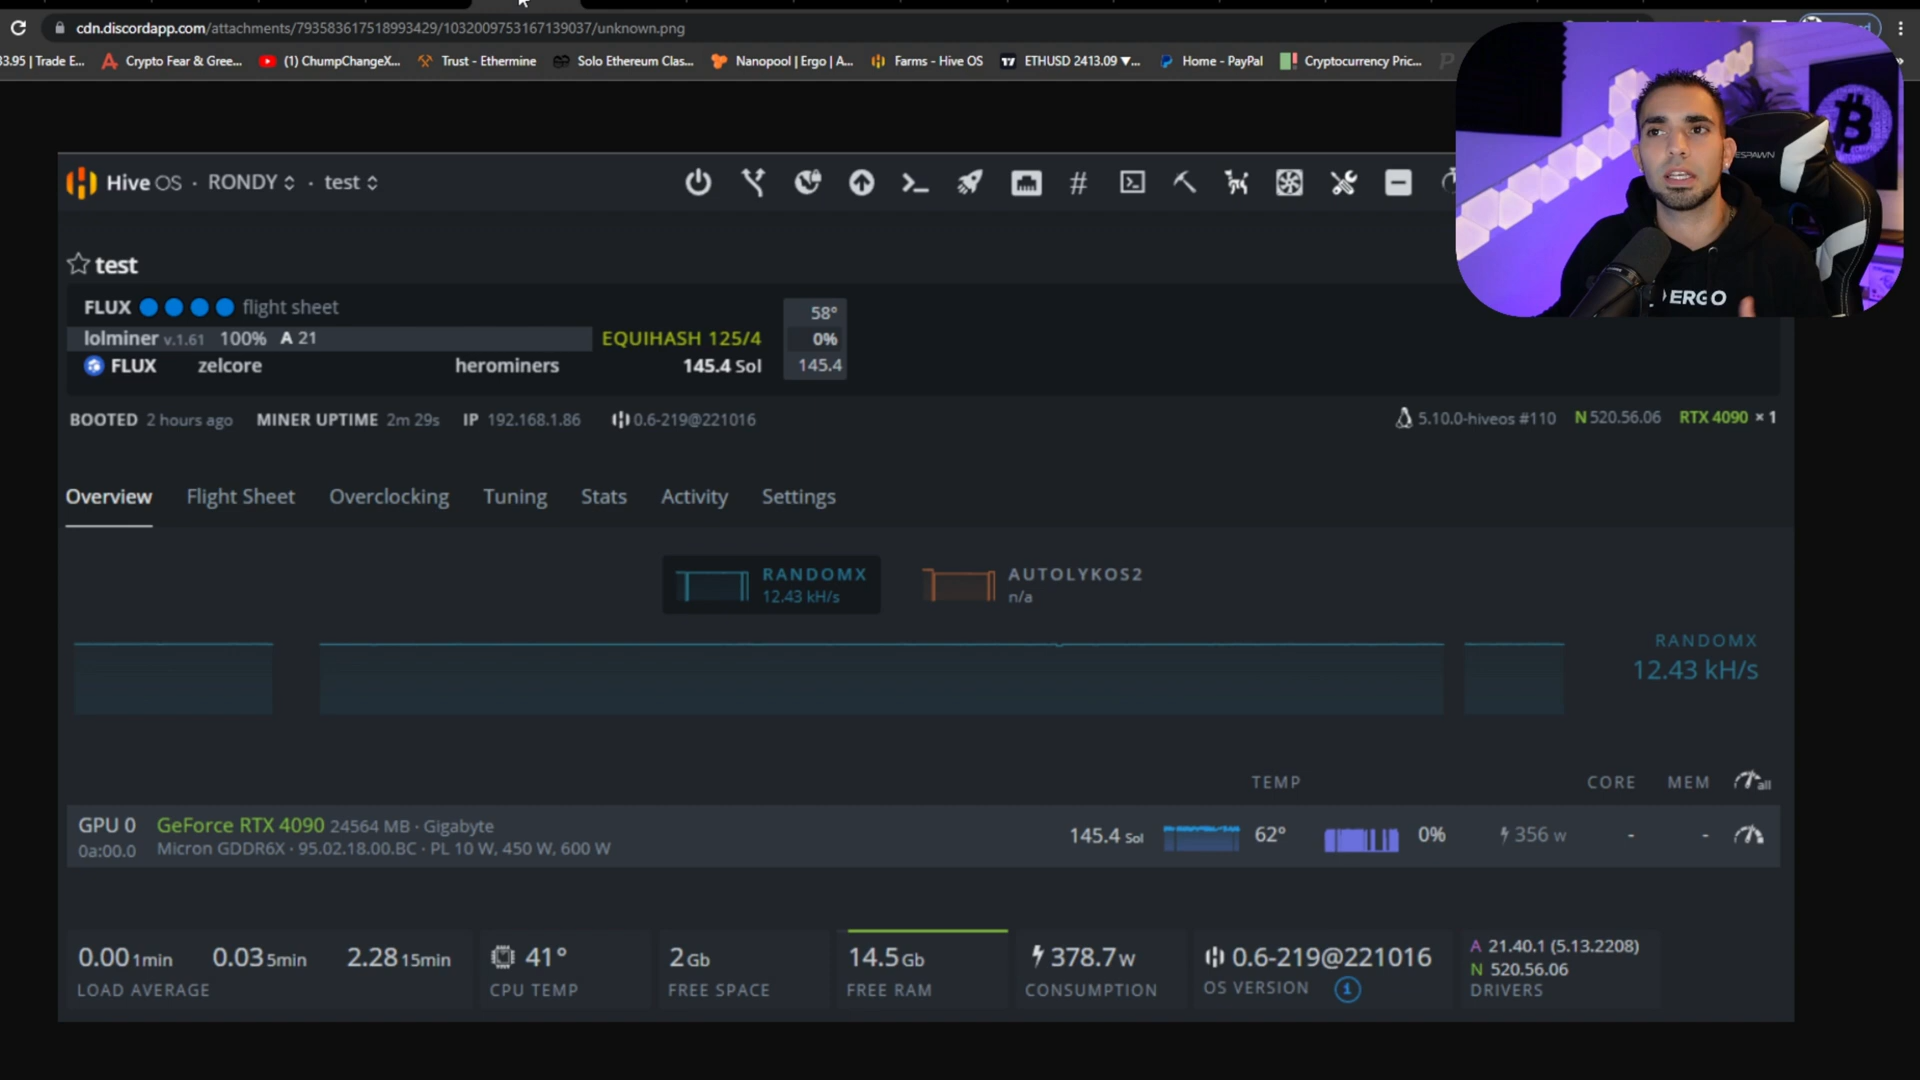 cdn.discordapp.com/attachments/793583617518993429/1032009753167139037/unknown.png
33.95 | Trade E... Crypto Fear & Gree... (1) ChumpChangeX... Trust - Ethermine Solo Ethereum Clas... Nanopool | Ergo | A... Farms - Hive OS ETHUSD 2413.09 ▼... Home - PayPal Cryptocurrency Pric...
Hive OS · RONDY · test
ESPAWN
ERGO
test
FLUX flight sheet
58°
lolminer v.1.61 100% A 21 EQUIHASH 125/4 0%
FLUX zelcore herominers 145.4 Sol 145.4
BOOTED 2 hours ago MINER UPTIME 2m 29s IP 192.168.1.86 0.6-219@221016 5.10.0-hiveos #110 N 520.56.06 RTX 4090 × 1
Overview Flight Sheet Overclocking Tuning Stats Activity Settings
RANDOMX
12.43 kH/s
AUTOLYKOS2
n/a
RANDOMX
12.43 kH/s
TEMP CORE MEM all
GPU 0 GeForce RTX 4090 24564 MB · Gigabyte
0a:00.0 Micron GDDR6X · 95.02.18.00.BC · PL 10 W, 450 W, 600 W
145.4 Sol 62° 0% 356 W - -
0.00 1min 0.03 5min 2.28 15min
LOAD AVERAGE
41°
CPU TEMP
2 Gb
FREE SPACE
14.5 Gb
FREE RAM
378.7 W
CONSUMPTION
0.6-219@221016
OS VERSION
A 21.40.1 (5.13.2208)
N 520.56.06
DRIVERS